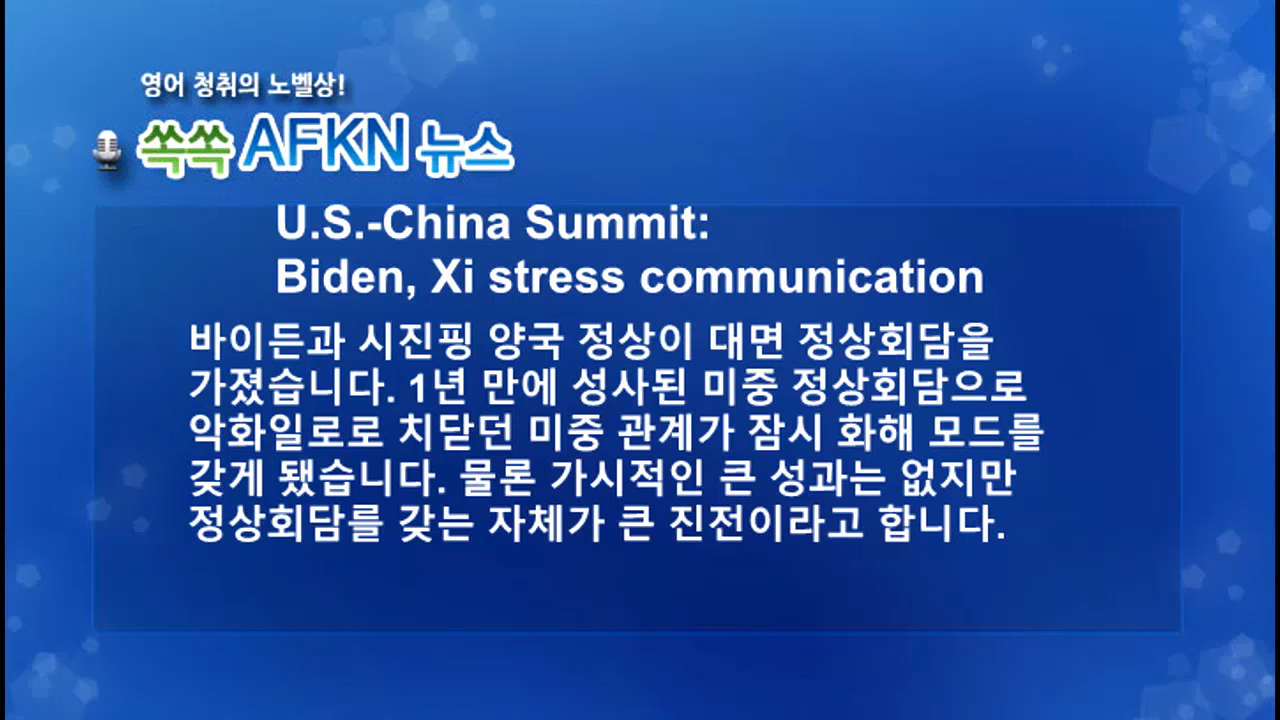 영어 청취의 노벨상!
쏙쏙 AFKN 뉴스
U.S.-China Summit:
Biden, Xi stress communication
바이든과 시진핑 양국 정상이 대면 정상회담을
가졌습니다. 1년 만에 성사된 미중 정상회담으로
악화일로로 치닫던 미중 관계가 잠시 화해 모드를
갖게 됐습니다. 물론 가시적인 큰 성과는 없지만
정상회담를 갖는 자체가 큰 진전이라고 합니다.